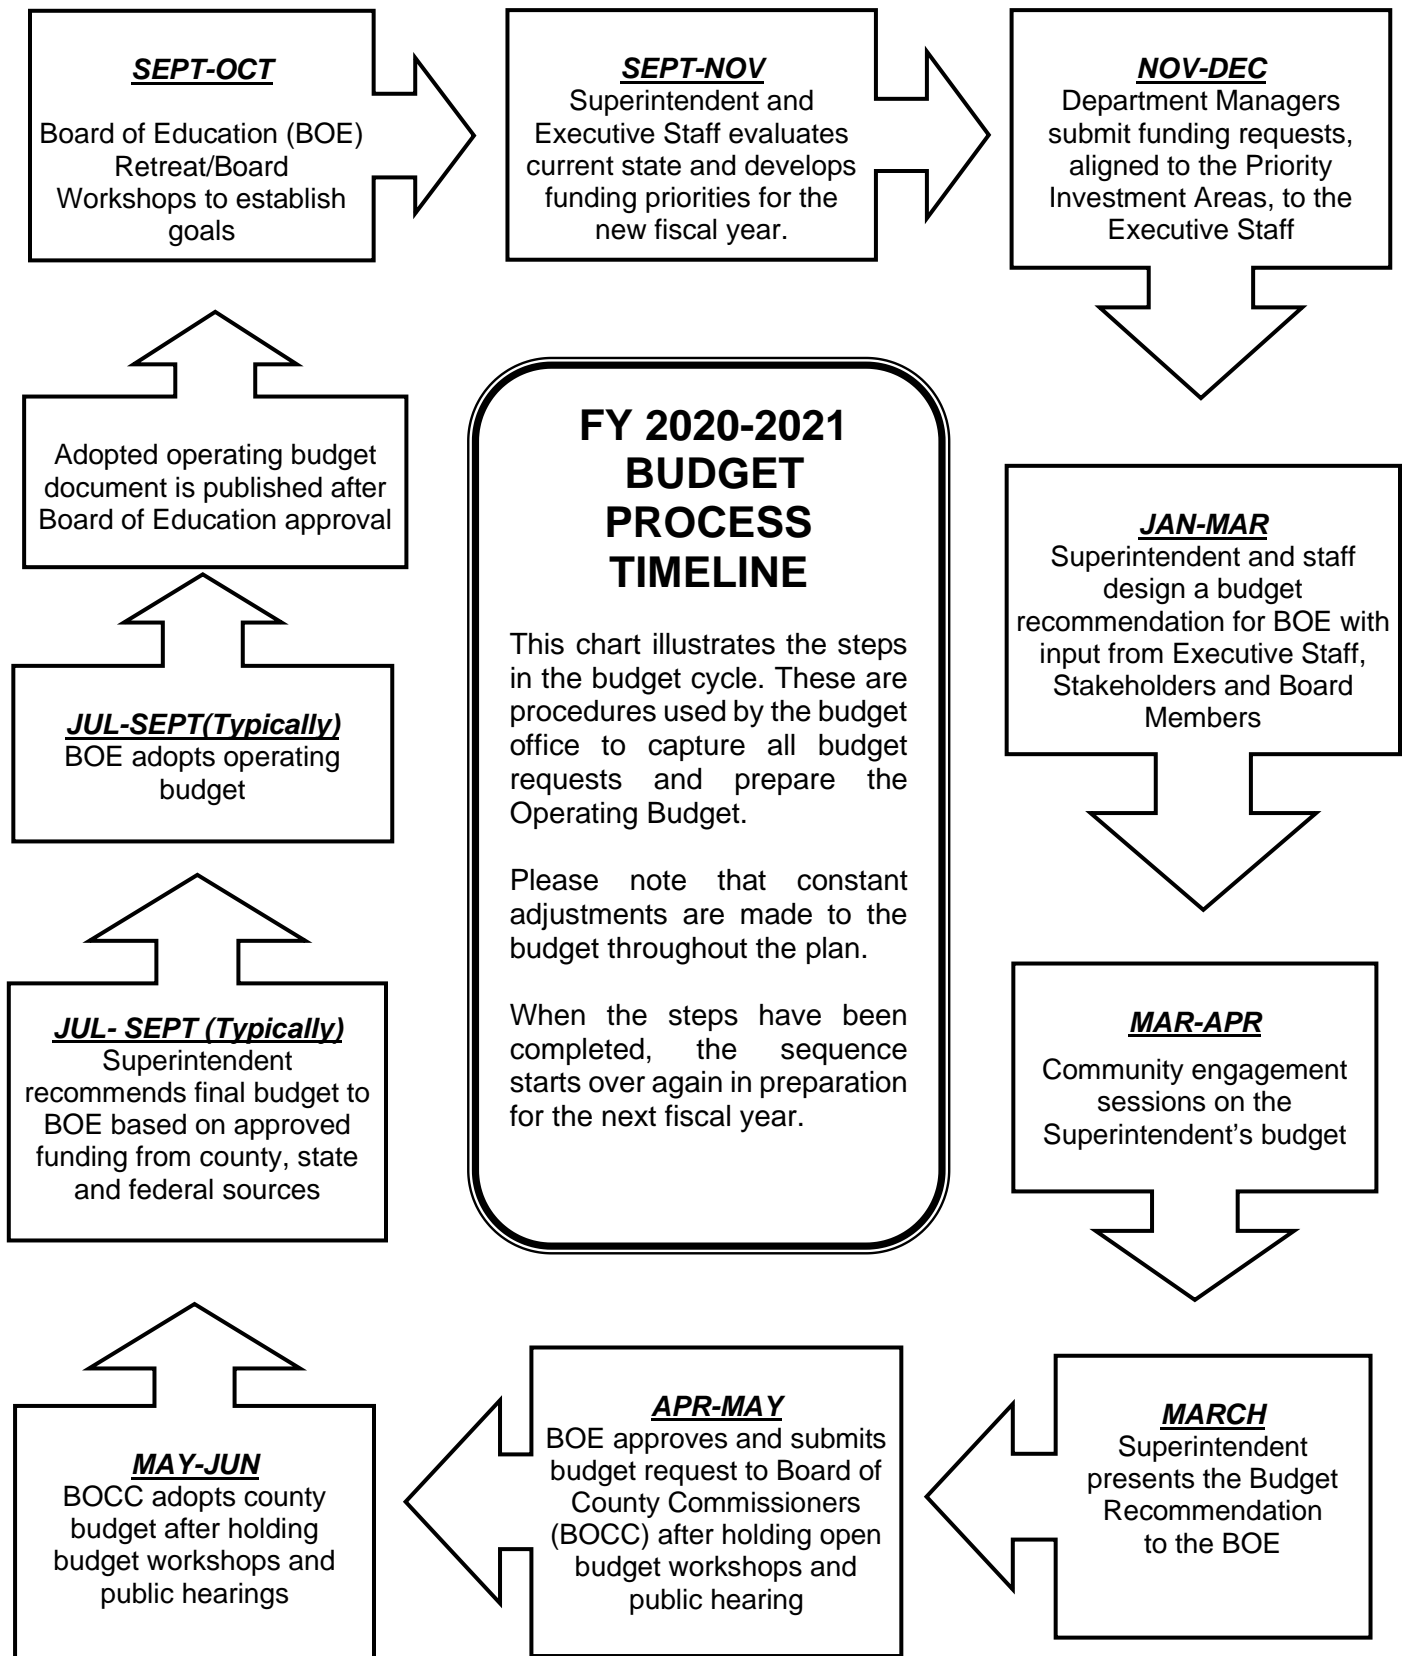 SEPT-OCT
Board of Education (BOE)
Retreat/Board
Workshops to establish
goals
SEPT-NOV
Superintendent and
Executive Staff evaluates
current state and develops
funding priorities for the
new fiscal year.
NOV-DEC
Department Managers
submit funding requests,
aligned to the Priority
Investment Areas, to the
Executive Staff
JAN-MAR
Superintendent and staff
design a budget
recommendation for BOE with
input from Executive Staff,
Stakeholders and Board
Members
MAR-APR
Community engagement
sessions on the
Superintendent’s budget
MARCH
Superintendent
presents the Budget
Recommendation
to the BOE
APR-MAY
BOE approves and submits
budget request to Board of
County Commissioners
(BOCC) after holding open
budget workshops and
public hearing
MAY-JUN
BOCC adopts county
budget after holding
budget workshops and
public hearings
JUL- SEPT (Typically)
Superintendent
recommends final budget to
BOE based on approved
funding from county, state
and federal sources
JUL-SEPT(Typically)
BOE adopts operating
budget
Adopted operating budget
document is published after
Board of Education approval
FY 2020-2021
BUDGET
PROCESS
TIMELINE
This chart illustrates the steps
in the budget cycle. These are
procedures used by the budget
office to capture all budget
requests and prepare the
Operating Budget.
Please note that constant
adjustments are made to the
budget throughout the plan.
When the steps have been
completed, the sequence
starts over again in preparation
for the next fiscal year.